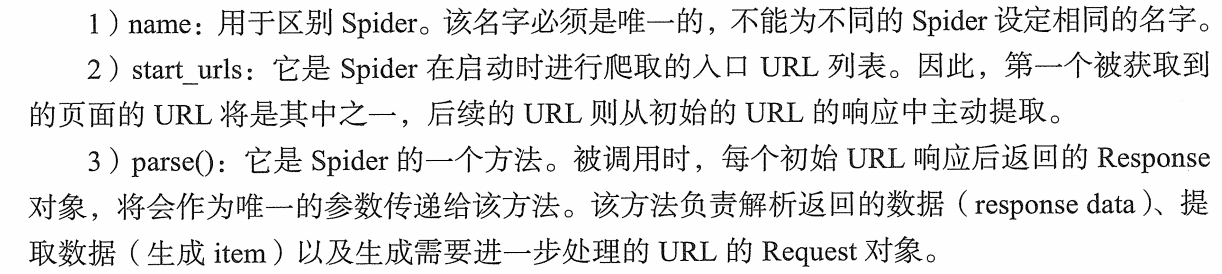 1）name：用于区别 Spider。该名字必须是唯一的，不能为不同的 Spider 设定相同的名字。
2）start_urls：它是 Spider 在启动时进行爬取的入口 URL 列表。因此，第一个被获取到
的页面的 URL 将是其中之一，后续的 URL 则从初始的 URL 的响应中主动提取。
3）parse()：它是 Spider 的一个方法。被调用时，每个初始 URL 响应后返回的 Response
对象，将会作为唯一的参数传递给该方法。该方法负责解析返回的数据（response data）、提
取数据（生成 item）以及生成需要进一步处理的 URL 的 Request 对象。